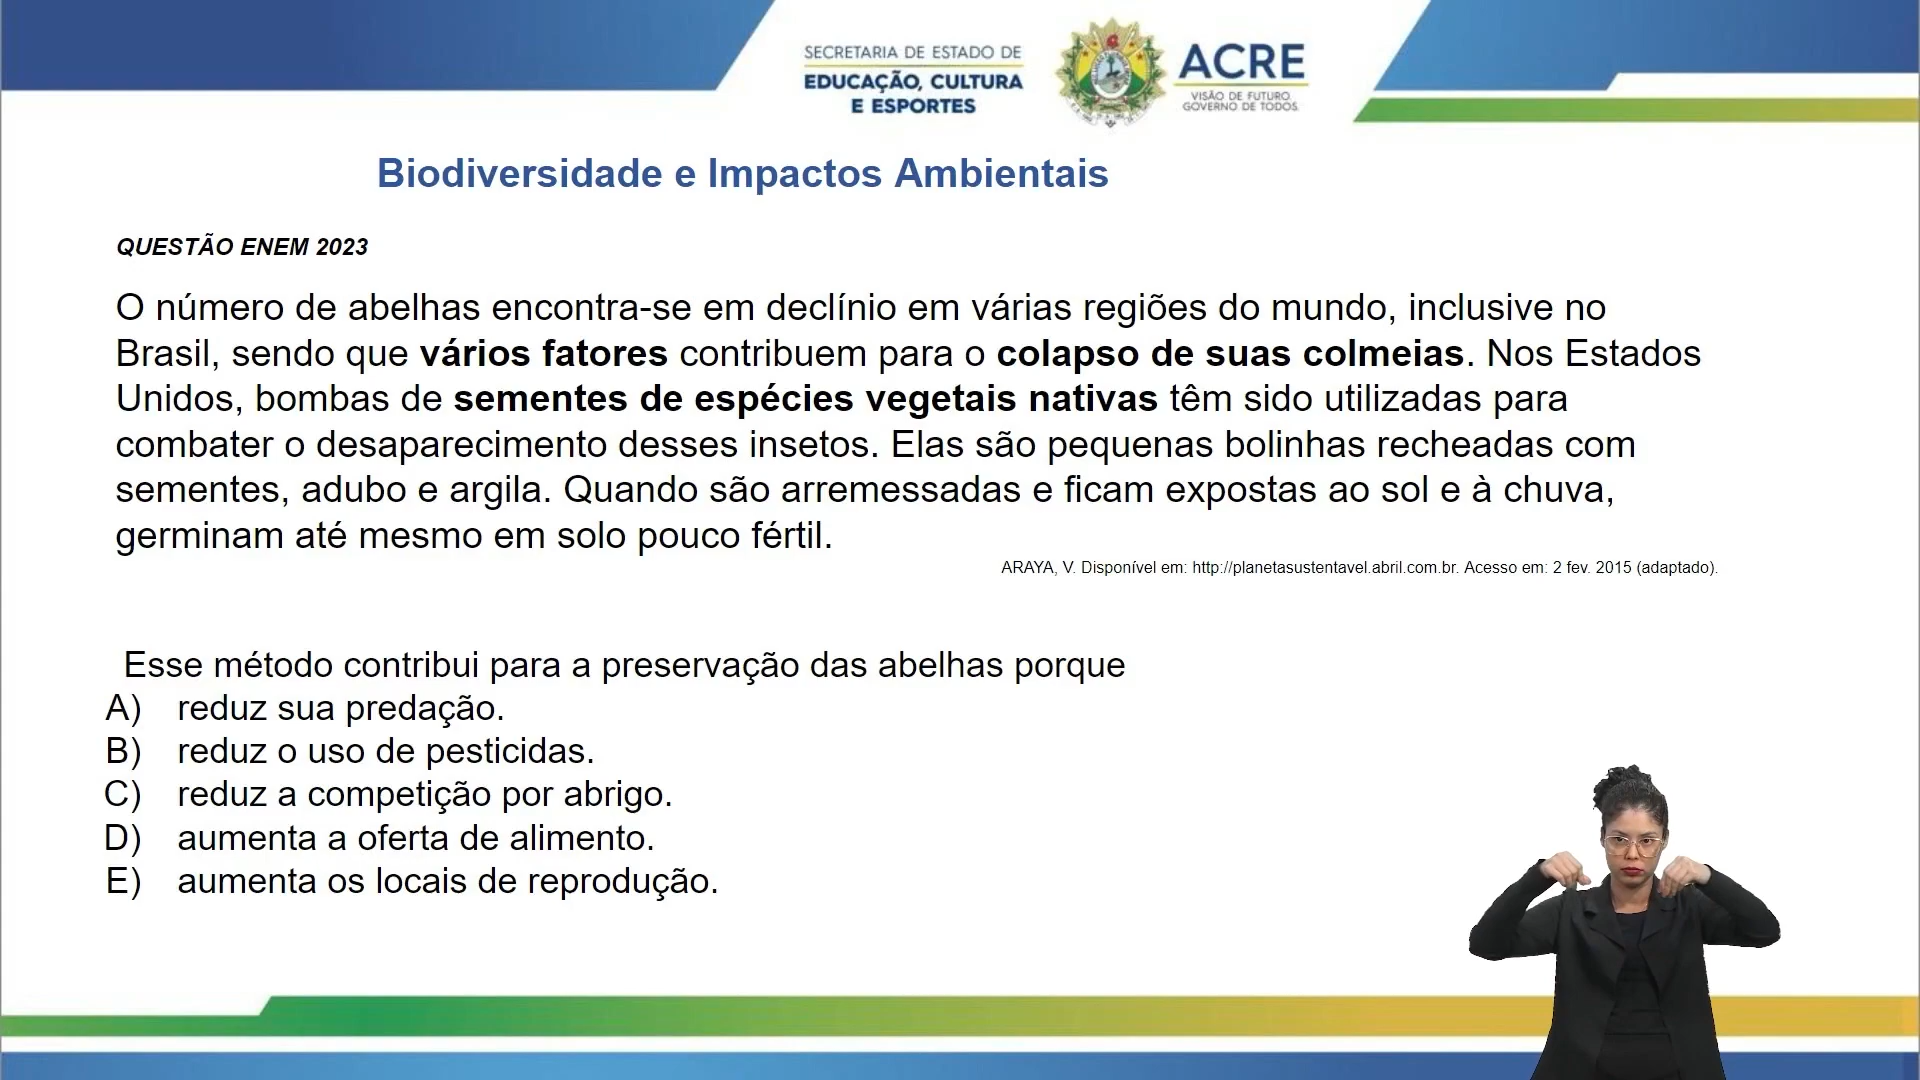 SECRETARIA DE ESTADO DE
EDUCAÇÃO, CULTURA
E ESPORTES
ACRE
VISÃO DE FUTURO.
GOVERNO DE TODOS.
Biodiversidade e Impactos Ambientais
QUESTÃO ENEM 2023
O número de abelhas encontra-se em declínio em várias regiões do mundo, inclusive no
Brasil, sendo que vários fatores contribuem para o colapso de suas colmeias. Nos Estados
Unidos, bombas de sementes de espécies vegetais nativas têm sido utilizadas para
combater o desaparecimento desses insetos. Elas são pequenas bolinhas recheadas com
sementes, adubo e argila. Quando são arremessadas e ficam expostas ao sol e à chuva,
germinam até mesmo em solo pouco fértil.
ARAYA, V. Disponível em: http://planetasustentavel.abril.com.br. Acesso em: 2 fev. 2015 (adaptado).
Esse método contribui para a preservação das abelhas porque
A) reduz sua predação.
B) reduz o uso de pesticidas.
C) reduz a competição por abrigo.
D) aumenta a oferta de alimento.
E) aumenta os locais de reprodução.